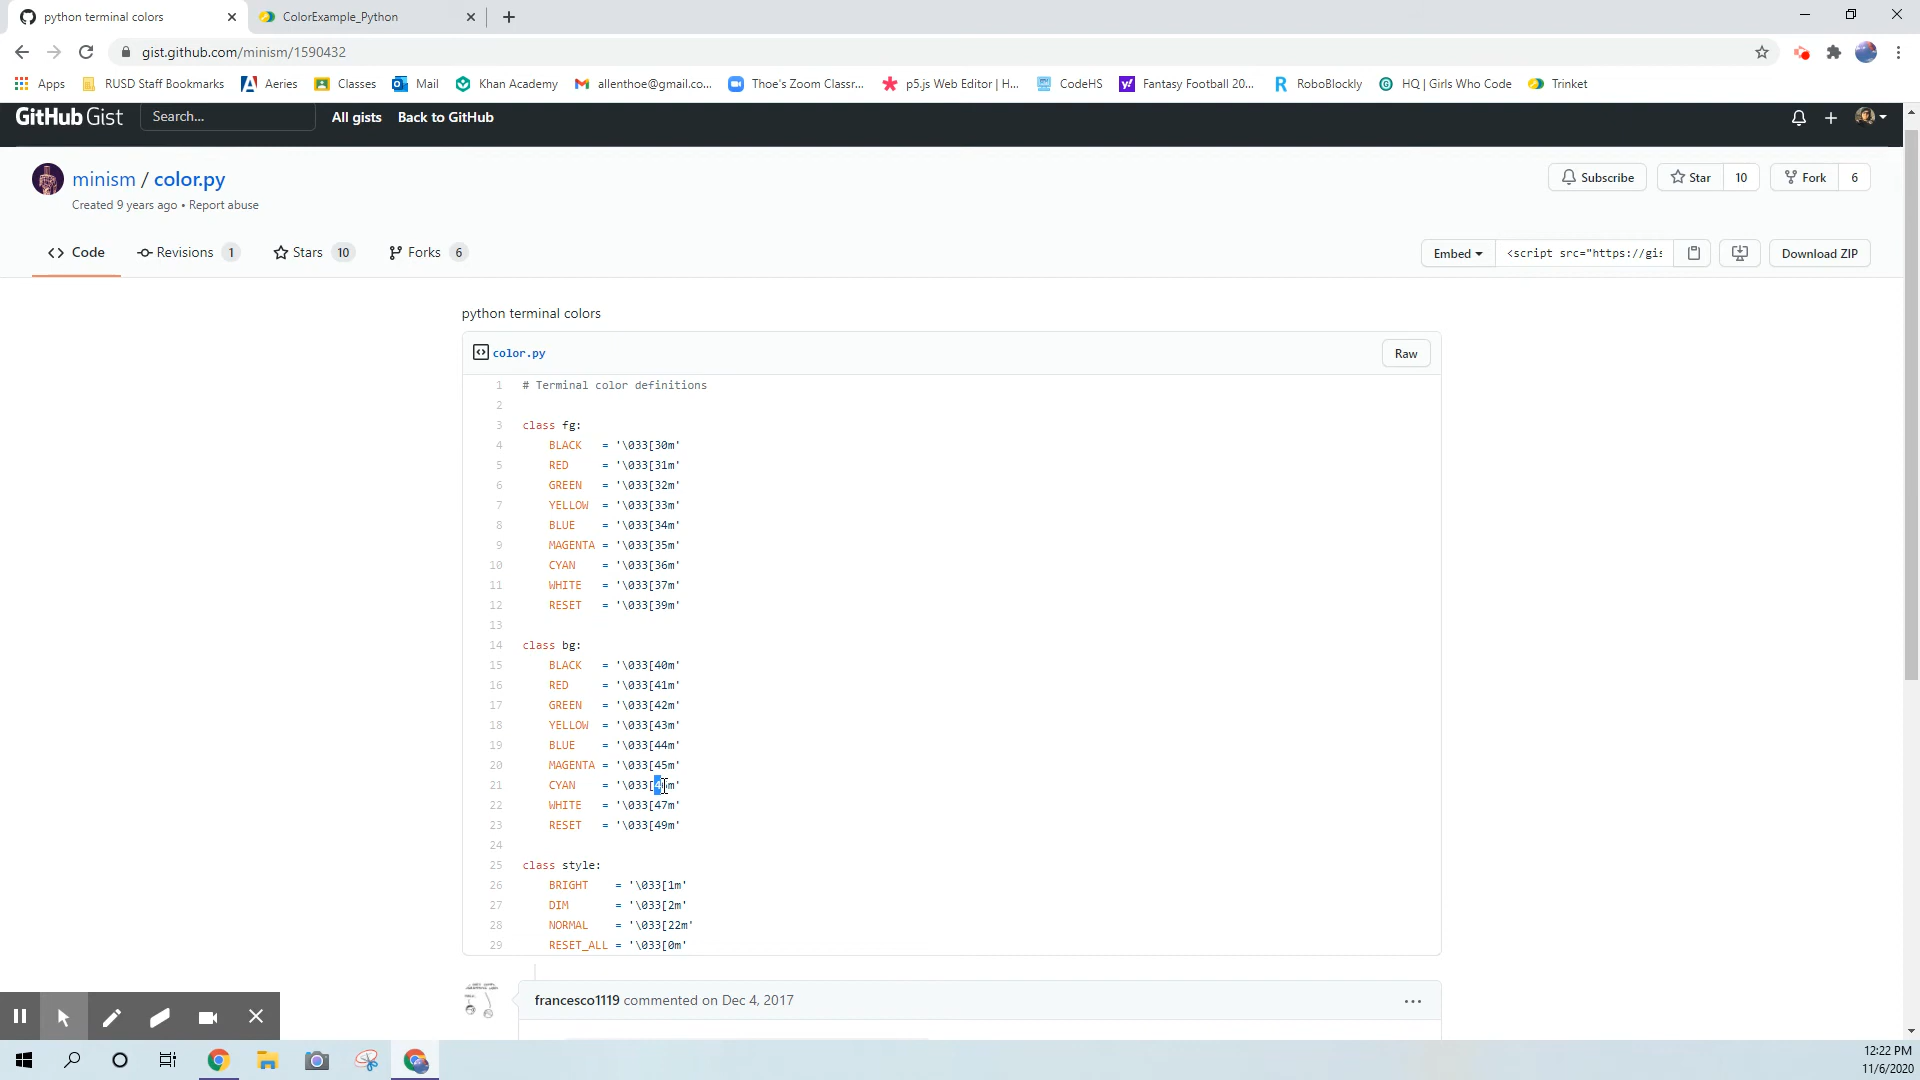 python terminal colors
ColorExample_Python
gist.github.com/minism/1590432
Apps
RUSD Staff Bookmarks
Aeries
Classes
Mail
Khan Academy
allenthoe@gmail.co...
Thoe's Zoom Classr...
p5.js Web Editor | H...
CodeHS
Fantasy Football 20...
RoboBlockly
HQ | Girls Who Code
Trinket
GitHub Gist
Search...
All gists
Back to GitHub
minism / color.py
Created 9 years ago • Report abuse
Subscribe
Star 10
Fork 6
Code
Revisions 1
Stars 10
Forks 6
Embed
<script src="https://gis
Download ZIP
python terminal colors
color.py
Raw
1 # Terminal color definitions
2
3 class fg:
4 BLACK = '\033[30m'
5 RED = '\033[31m'
6 GREEN = '\033[32m'
7 YELLOW = '\033[33m'
8 BLUE = '\033[34m'
9 MAGENTA = '\033[35m'
10 CYAN = '\033[36m'
11 WHITE = '\033[37m'
12 RESET = '\033[39m'
13
14 class bg:
15 BLACK = '\033[40m'
16 RED = '\033[41m'
17 GREEN = '\033[42m'
18 YELLOW = '\033[43m'
19 BLUE = '\033[44m'
20 MAGENTA = '\033[45m'
21 CYAN = '\033[46m'
22 WHITE = '\033[47m'
23 RESET = '\033[49m'
24
25 class style:
26 BRIGHT = '\033[1m'
27 DIM = '\033[2m'
28 NORMAL = '\033[22m'
29 RESET_ALL = '\033[0m'
francesco1119 commented on Dec 4, 2017
12:22 PM
11/6/2020